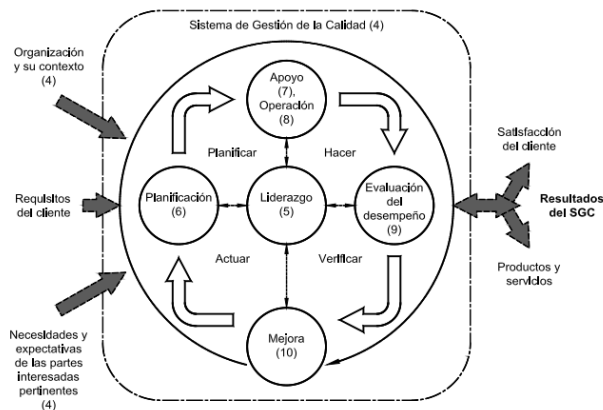 Sistema de Gestión de la Calidad (4)
Organización
y su contexto
(4)
Requisitos
del cliente
Necesidades y
expectativas
de las partes
interesadas
pertinentes
(4)
Apoyo
(7),
Operación
(8)
Planificar
Hacer
Planificación
(6)
Liderazgo
(5)
Evaluación
del
desempeño
(9)
Actuar
Verificar
Mejora
(10)
Satisfacción
del cliente
Resultados
del SGC
Productos y
servicios